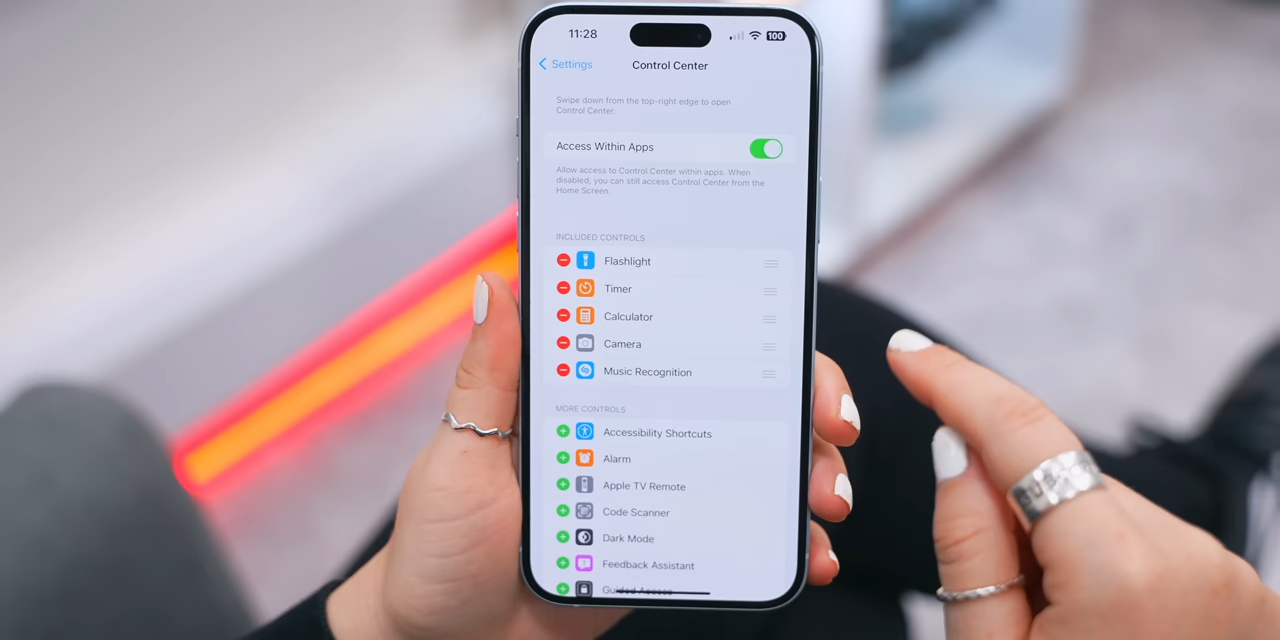 11:28
100
Settings
Control Center
Swipe down from the top-right edge to open
Control Center.
Access Within Apps
Allow access to Control Center within apps. When
disabled, you can still access Control Center from the
Home Screen.
INCLUDED CONTROLS
Flashlight
Timer
Calculator
Camera
Music Recognition
MORE CONTROLS
Accessibility Shortcuts
Alarm
Apple TV Remote
Code Scanner
Dark Mode
Feedback Assistant
Guided Access